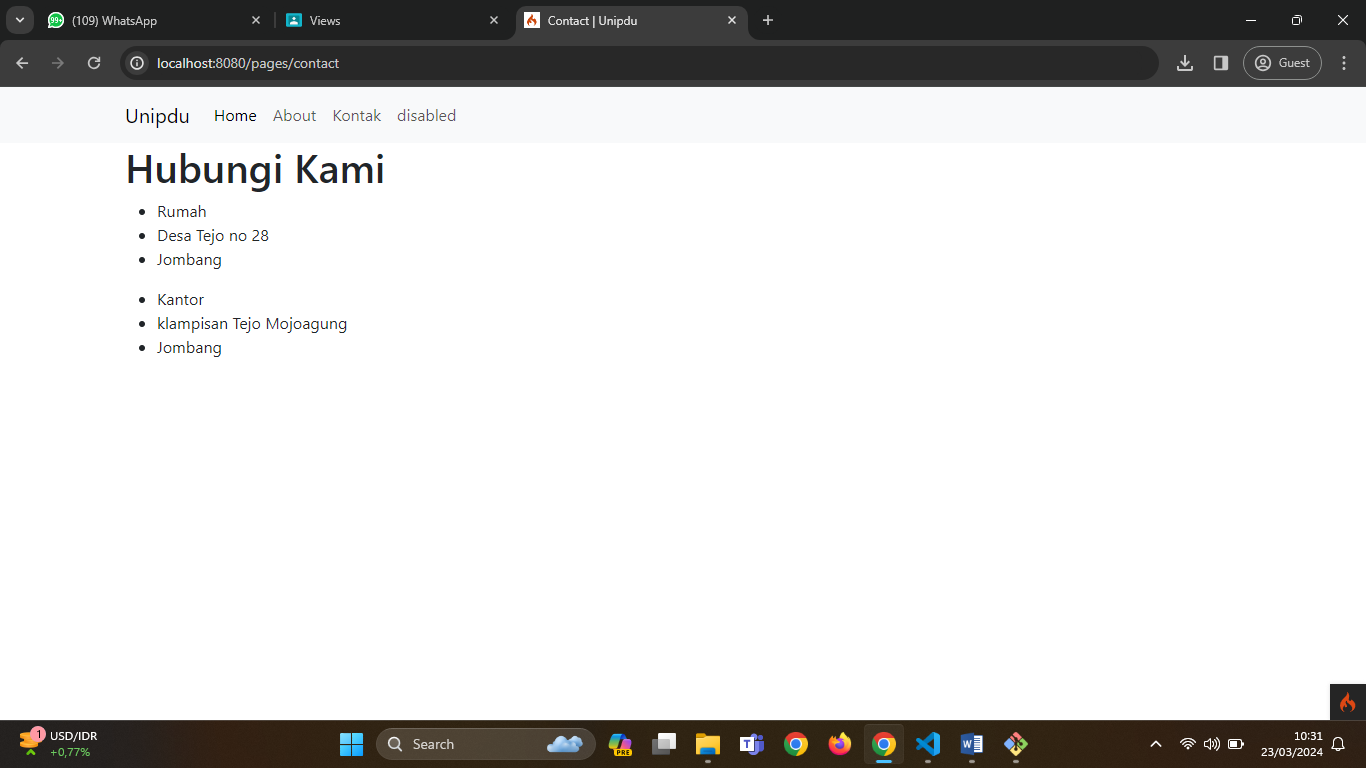 99+ (109) WhatsApp
Views
Contact | Unipdu
localhost:8080/pages/contact
Guest
Unipdu Home About Kontak disabled
Hubungi Kami
Rumah
Desa Tejo no 28
Jombang
Kantor
klampisan Tejo Mojoagung
Jombang
1
USD/IDR
+0,77%
Search
PRE
10:31
23/03/2024